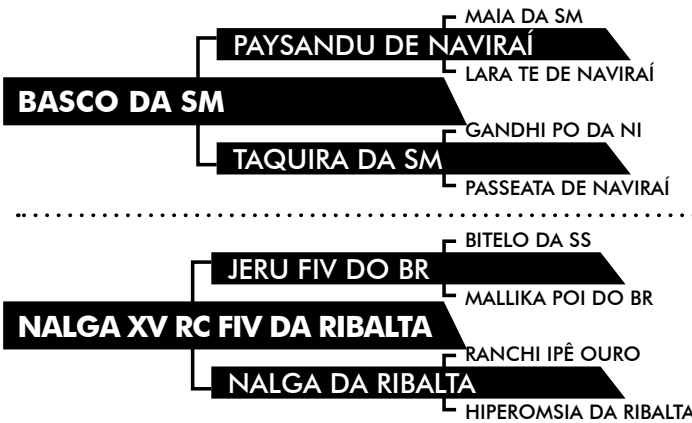 MAIA DA SM
PAYSANDU DE NAVIRAÍ
LARA TE DE NAVIRAÍ
BASCO DA SM
GANDHI PO DA NI
TAQUIRA DA SM
PASSEATA DE NAVIRAÍ
BITELO DA SS
JERU FIV DO BR
MALLIKA POI DO BR
NALGA XV RC FIV DA RIBALTA
RANCHI IPÊ OURO
NALGA DA RIBALTA
HIPEROMSIA DA RIBALTA